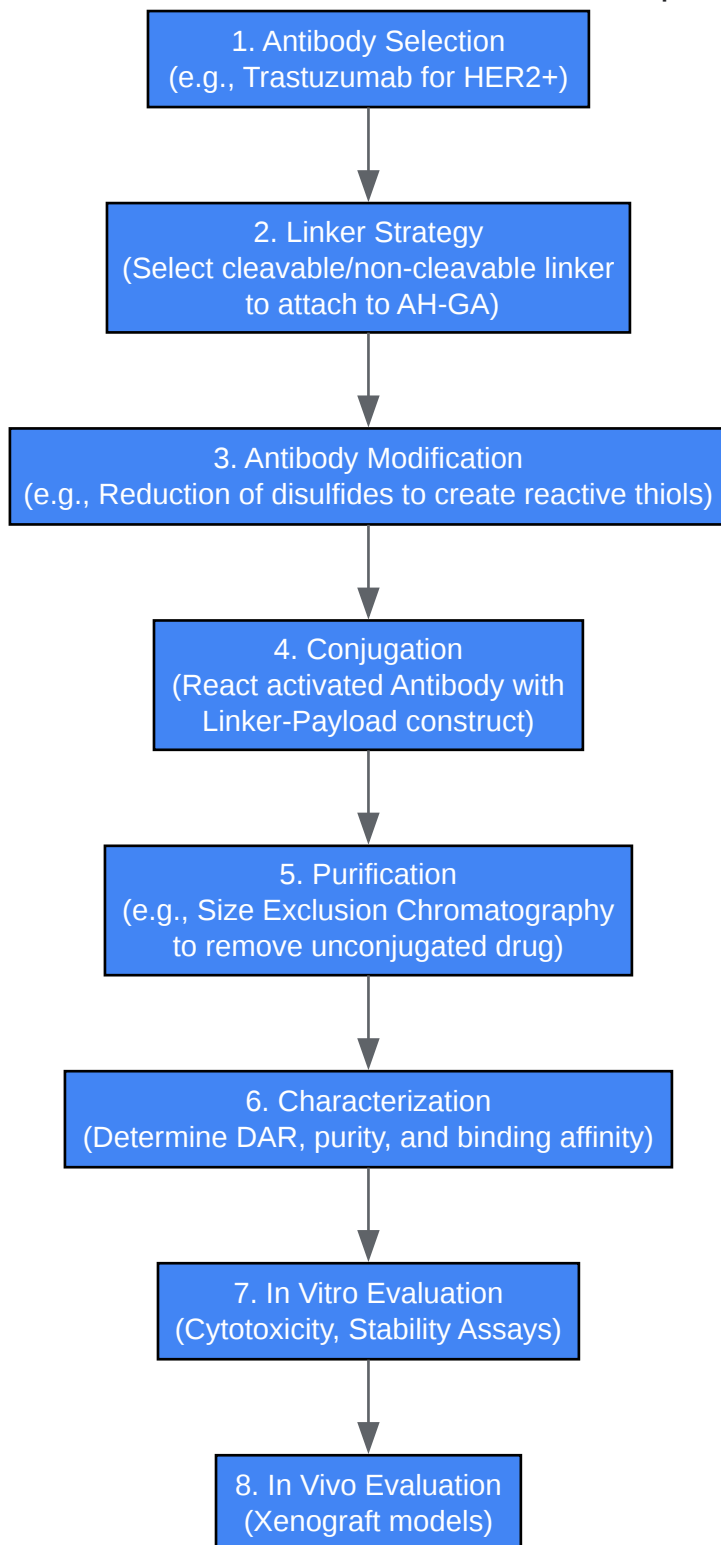 1. Antibody Selection
(e.g., Trastuzumab for HER2+)
2. Linker Strategy
(Select cleavable/non-cleavable linker
to attach to AH-GA)
3. Antibody Modification
(e.g., Reduction of disulfides to create reactive thiols)
4. Conjugation
(React activated Antibody with
Linker-Payload construct)
5. Purification
(e.g., Size Exclusion Chromatography
to remove unconjugated drug)
6. Characterization
(Determine DAR, purity, and binding affinity)
7. In Vitro Evaluation
(Cytotoxicity, Stability Assays)
8. In Vivo Evaluation
(Xenograft models)